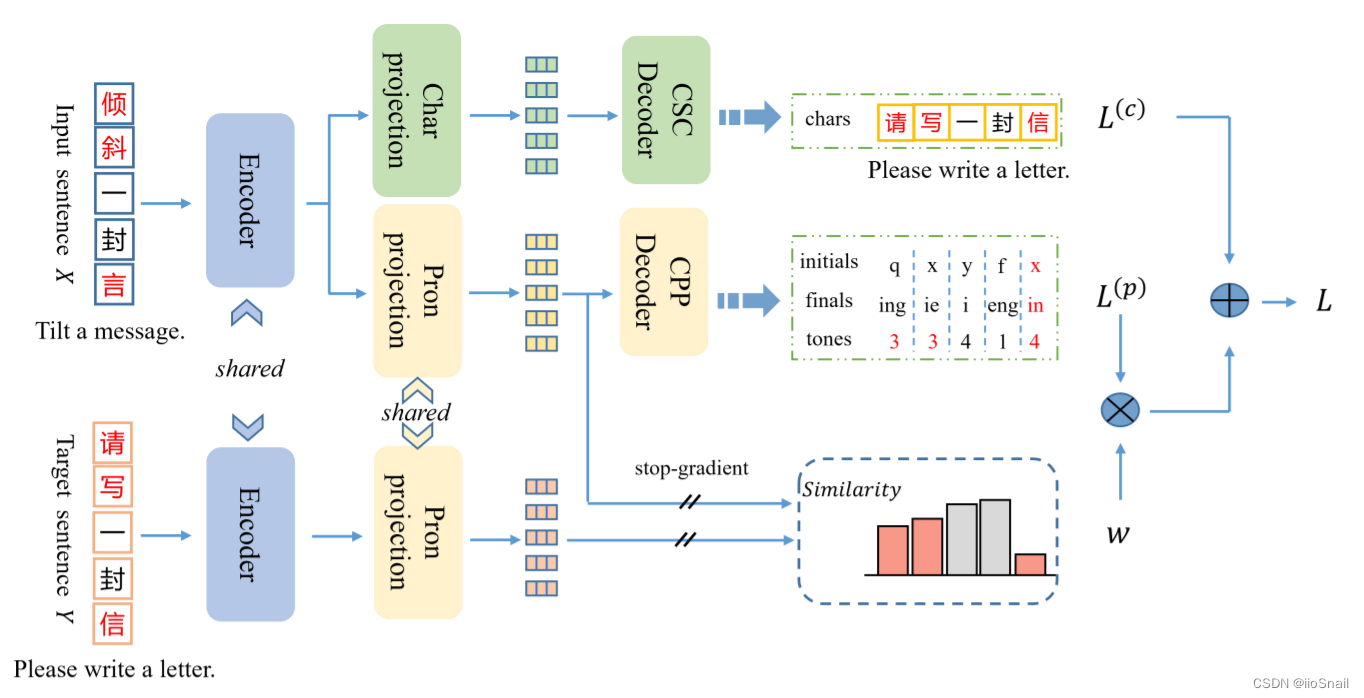 Input sentence X
倾
斜
一
封
言
Tilt a message.
Encoder
shared
Char projection
Pron projection
CSC Decoder
CPP Decoder
chars 请 写 一 封 信
Please write a letter.
initials q x y f x
finals ing ie i eng in
tones 3 3 4 1 4
L(c)
L(p)
L
w
Target sentence Y
请
写
一
封
信
Please write a letter.
Encoder
shared
Pron projection
stop-gradient
Similarity
CSDN @iioSnail